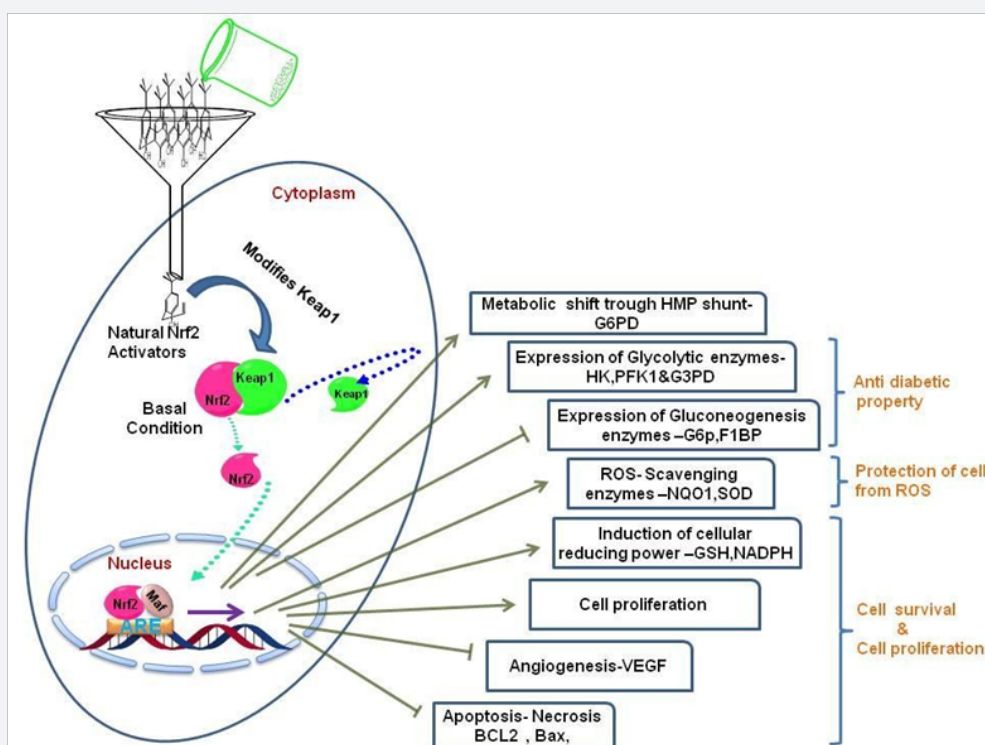 Cytoplasm
Modifies Keap1
Natural Nrf2
Activators
Keap1
Nrf2
Keap1
Basal
Condition
Nrf2
Nucleus
Nrf2
Maf
ARE
Metabolic shift trough HMP shunt-
G6PD
Expression of Glycolytic enzymes-
HK,PFK1&G3PD
Expression of Gluconeogenesis
enzymes –G6p,F1BP
ROS- Scavenging
enzymes –NQO1,SOD
Induction of cellular
reducing power –GSH,NADPH
Cell proliferation
Angiogenesis-VEGF
Apoptosis- Necrosis
BCL2 , Bax,
Anti diabetic
property
Protection of cell
from ROS
Cell survival
&
Cell proliferation